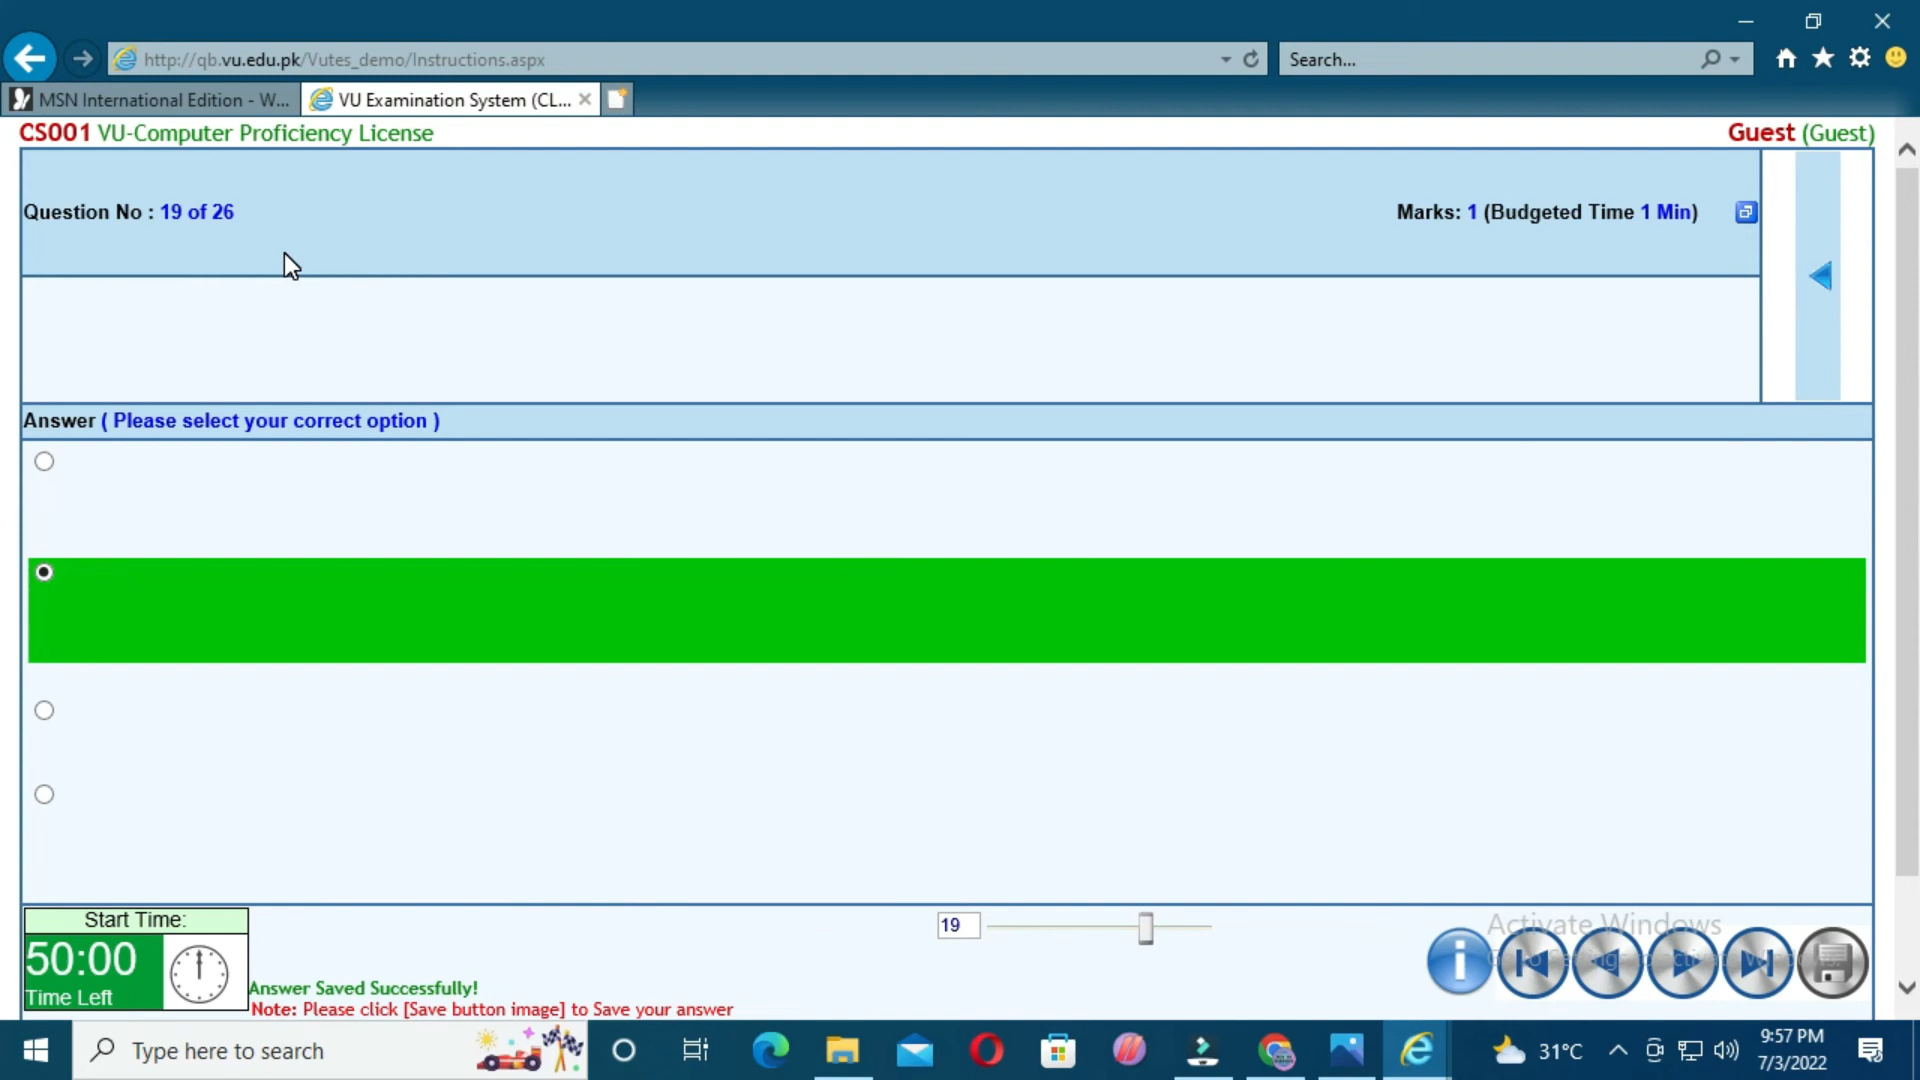 http://qb.vu.edu.pk/Vutes_demo/Instructions.aspx
Search...
MSN International Edition - W...
VU Examination System (CL...
CS001 VU-Computer Proficiency License
Guest (Guest)
Question No : 19 of 26
Marks: 1 (Budgeted Time 1 Min)
Answer ( Please select your correct option )
Start Time:
50:00
Time Left
19
Activate Windows
Answer Saved Successfully!
Note: Please click [Save button image] to Save your answer
Type here to search
31°C
9:57 PM
7/3/2022